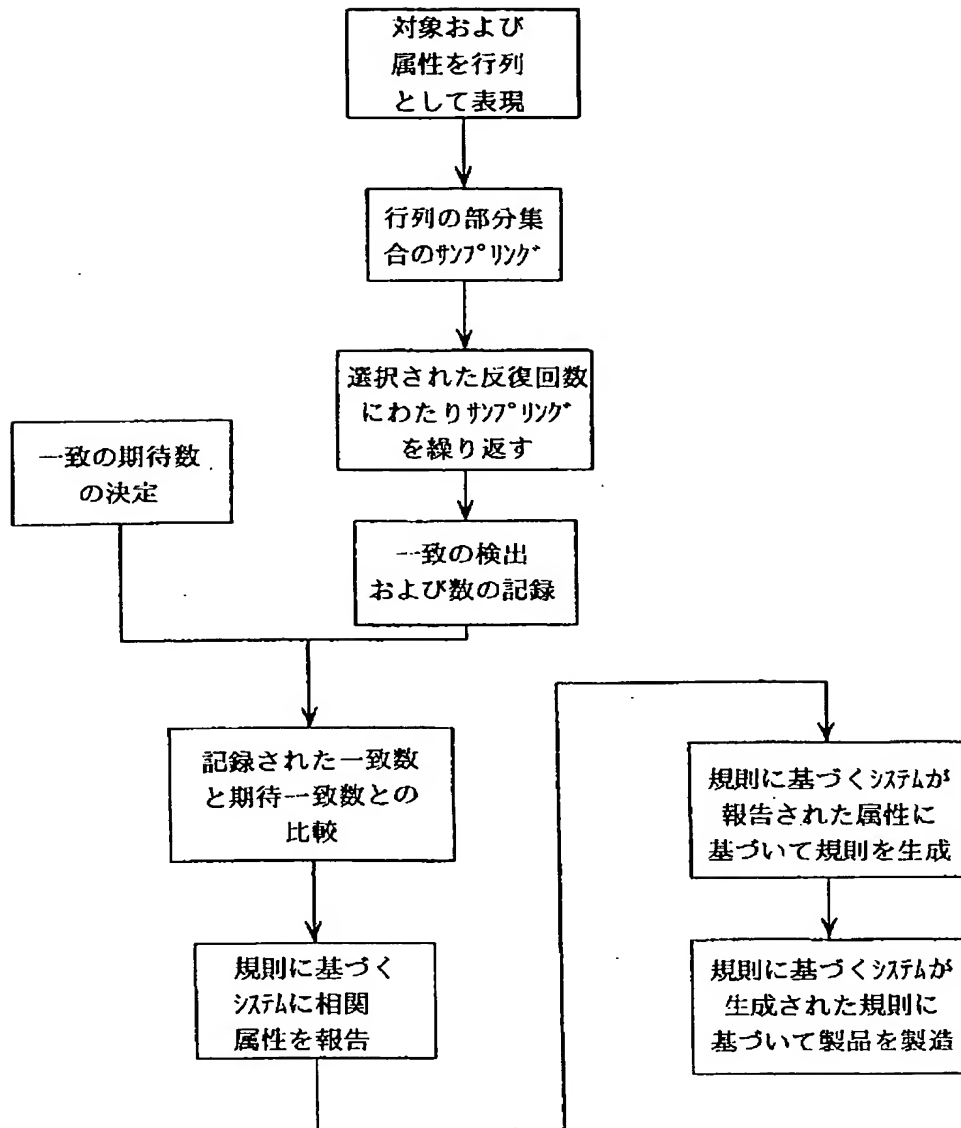 対象および
属性を行列
として表現
行列の部分集
合のｻﾝﾌﾟﾘﾝｸﾞ
選択された反復回数
にわたりｻﾝﾌﾟﾘﾝｸﾞ
を繰り返す
一致の期待数
の決定
一致の検出
および数の記録
記録された一致数
と期待一致数との
比較
規則に基づく
ｼｽﾃﾑに相関
属性を報告
規則に基づくｼｽﾃﾑが
報告された属性に
基づいて規則を生成
規則に基づくｼｽﾃﾑが
生成された規則に
基づいて製品を製造